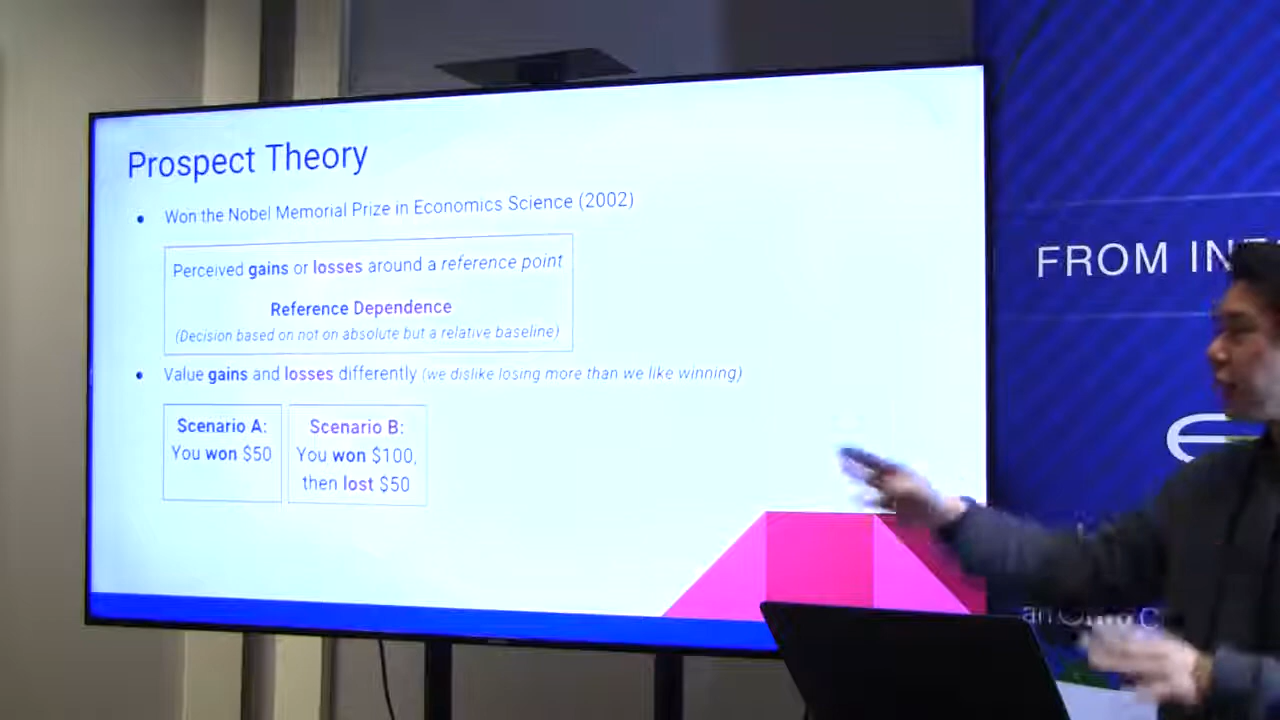 Prospect Theory
• Won the Nobel Memorial Prize in Economics Science (2002)
Perceived gains or losses around a reference point
Reference Dependence
(Decision based on not on absolute but a relative baseline)
• Value gains and losses differently (we dislike losing more than we like winning)
Scenario A:
You won $50
Scenario B:
You won $100,
then lost $50
FROM
an